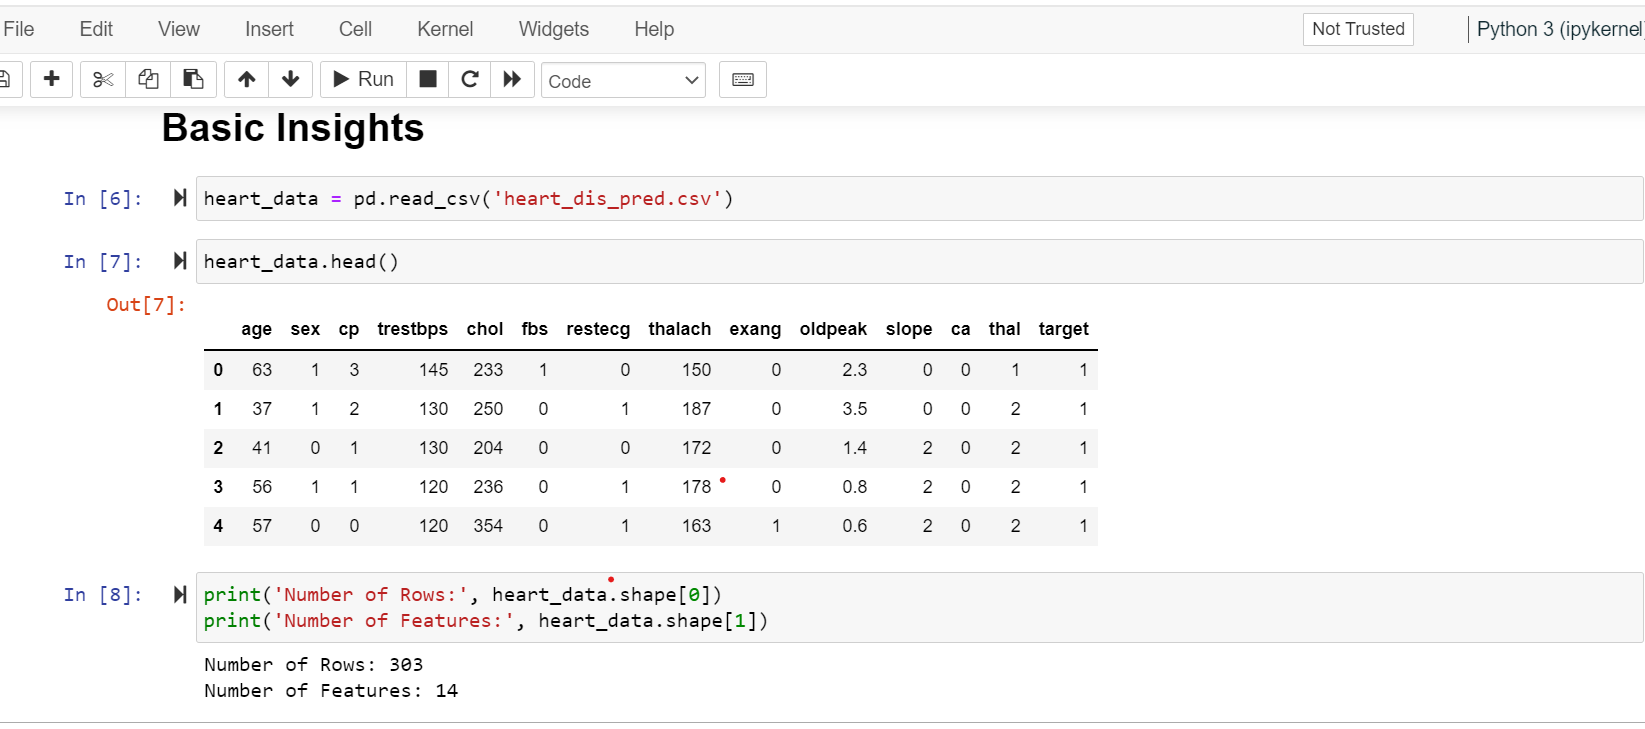 File Edit View Insert Cell Kernel Widgets Help Not Trusted Python 3 (ipykernel)
Run Code
Basic Insights
In [6]: heart_data = pd.read_csv('heart_dis_pred.csv')
In [7]: heart_data.head()
Out[7]:
age sex cp trestbps chol fbs restecg thalach exang oldpeak slope ca thal target
0 63 1 3 145 233 1 0 150 0 2.3 0 0 1 1
1 37 1 2 130 250 0 1 187 0 3.5 0 0 2 1
2 41 0 1 130 204 0 0 172 0 1.4 2 0 2 1
3 56 1 1 120 236 0 1 178 0 0.8 2 0 2 1
4 57 0 0 120 354 0 1 163 1 0.6 2 0 2 1
In [8]: print('Number of Rows:', heart_data.shape[0])
print('Number of Features:', heart_data.shape[1])
Number of Rows: 303
Number of Features: 14